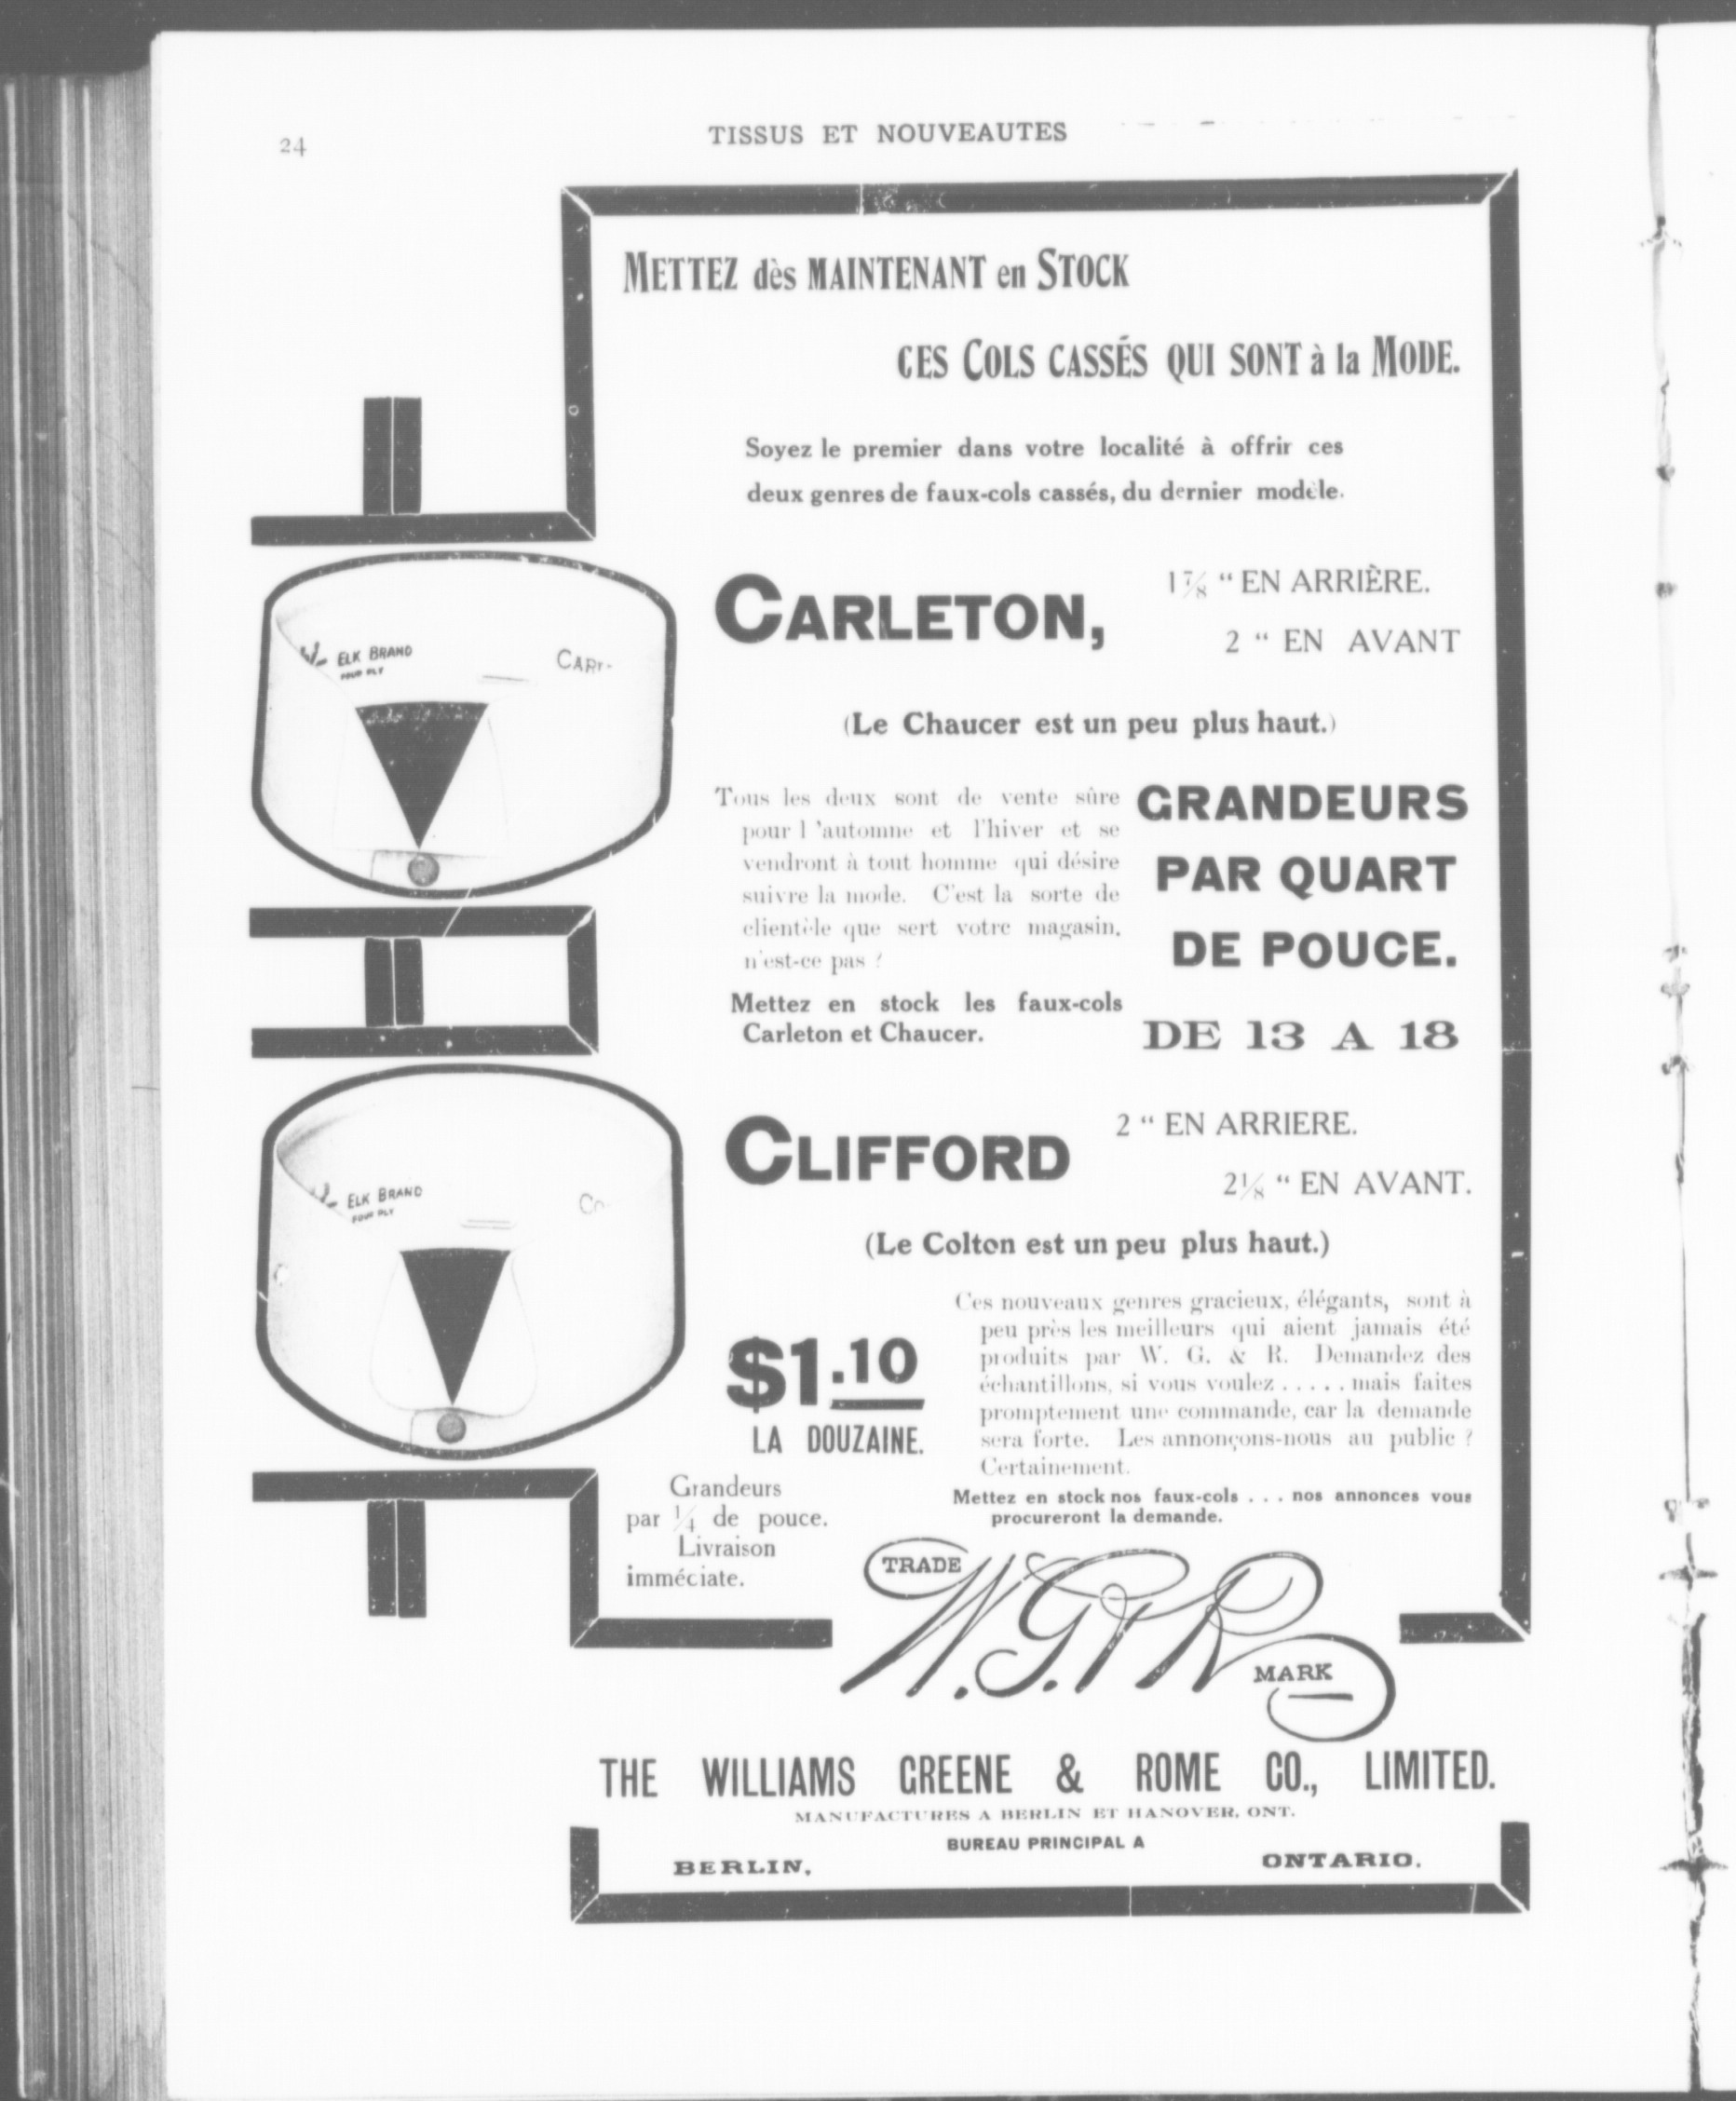 24
TISSUS ET NOUVEAUTES
METTEZ dès MAINTENANT en STOCK
CES COLS CASSÉS QUI SONT à la MODE.
Soyez le premier dans votre localité à offrir ces
deux genres de faux-cols cassés, du dernier modèle.
ELK BRAND
FOUR PLY
CARLETON,
1⅞ " EN ARRIÈRE.
2 " EN AVANT
(Le Chaucer est un peu plus haut.)
Tous les deux sont de vente sûre
pour l 'automne et l'hiver et se
vendront à tout homme qui désire
suivre la mode. C'est la sorte de
clientèle que sert votre magasin,
n'est-ce pas ?
Mettez en stock les faux-cols
Carleton et Chaucer.
GRANDEURS
PAR QUART
DE POUCE.
DE 13 A 18
ELK BRAND
FOUR PLY
CLIFFORD
2 " EN ARRIERE.
2⅛ " EN AVANT.
(Le Colton est un peu plus haut.)
$1.10
LA DOUZAINE.
Grandeurs
par ¼ de pouce.
Livraison
immédiate.
Ces nouveaux genres gracieux, élégants, sont à
peu près les meilleurs qui aient jamais été
produits par W. G. & R. Demandez des
échantillons, si vous voulez ..... mais faites
promptement une commande, car la demande
sera forte. Les annonçons-nous au public ?
Certainement.
Mettez en stock nos faux-cols ... nos annonces vous
procureront la demande.
TRADE
W.G.&R
MARK
THE WILLIAMS GREENE & ROME CO., LIMITED.
MANUFACTURES A BERLIN ET HANOVER, ONT.
BUREAU PRINCIPAL A
BERLIN, ONTARIO.